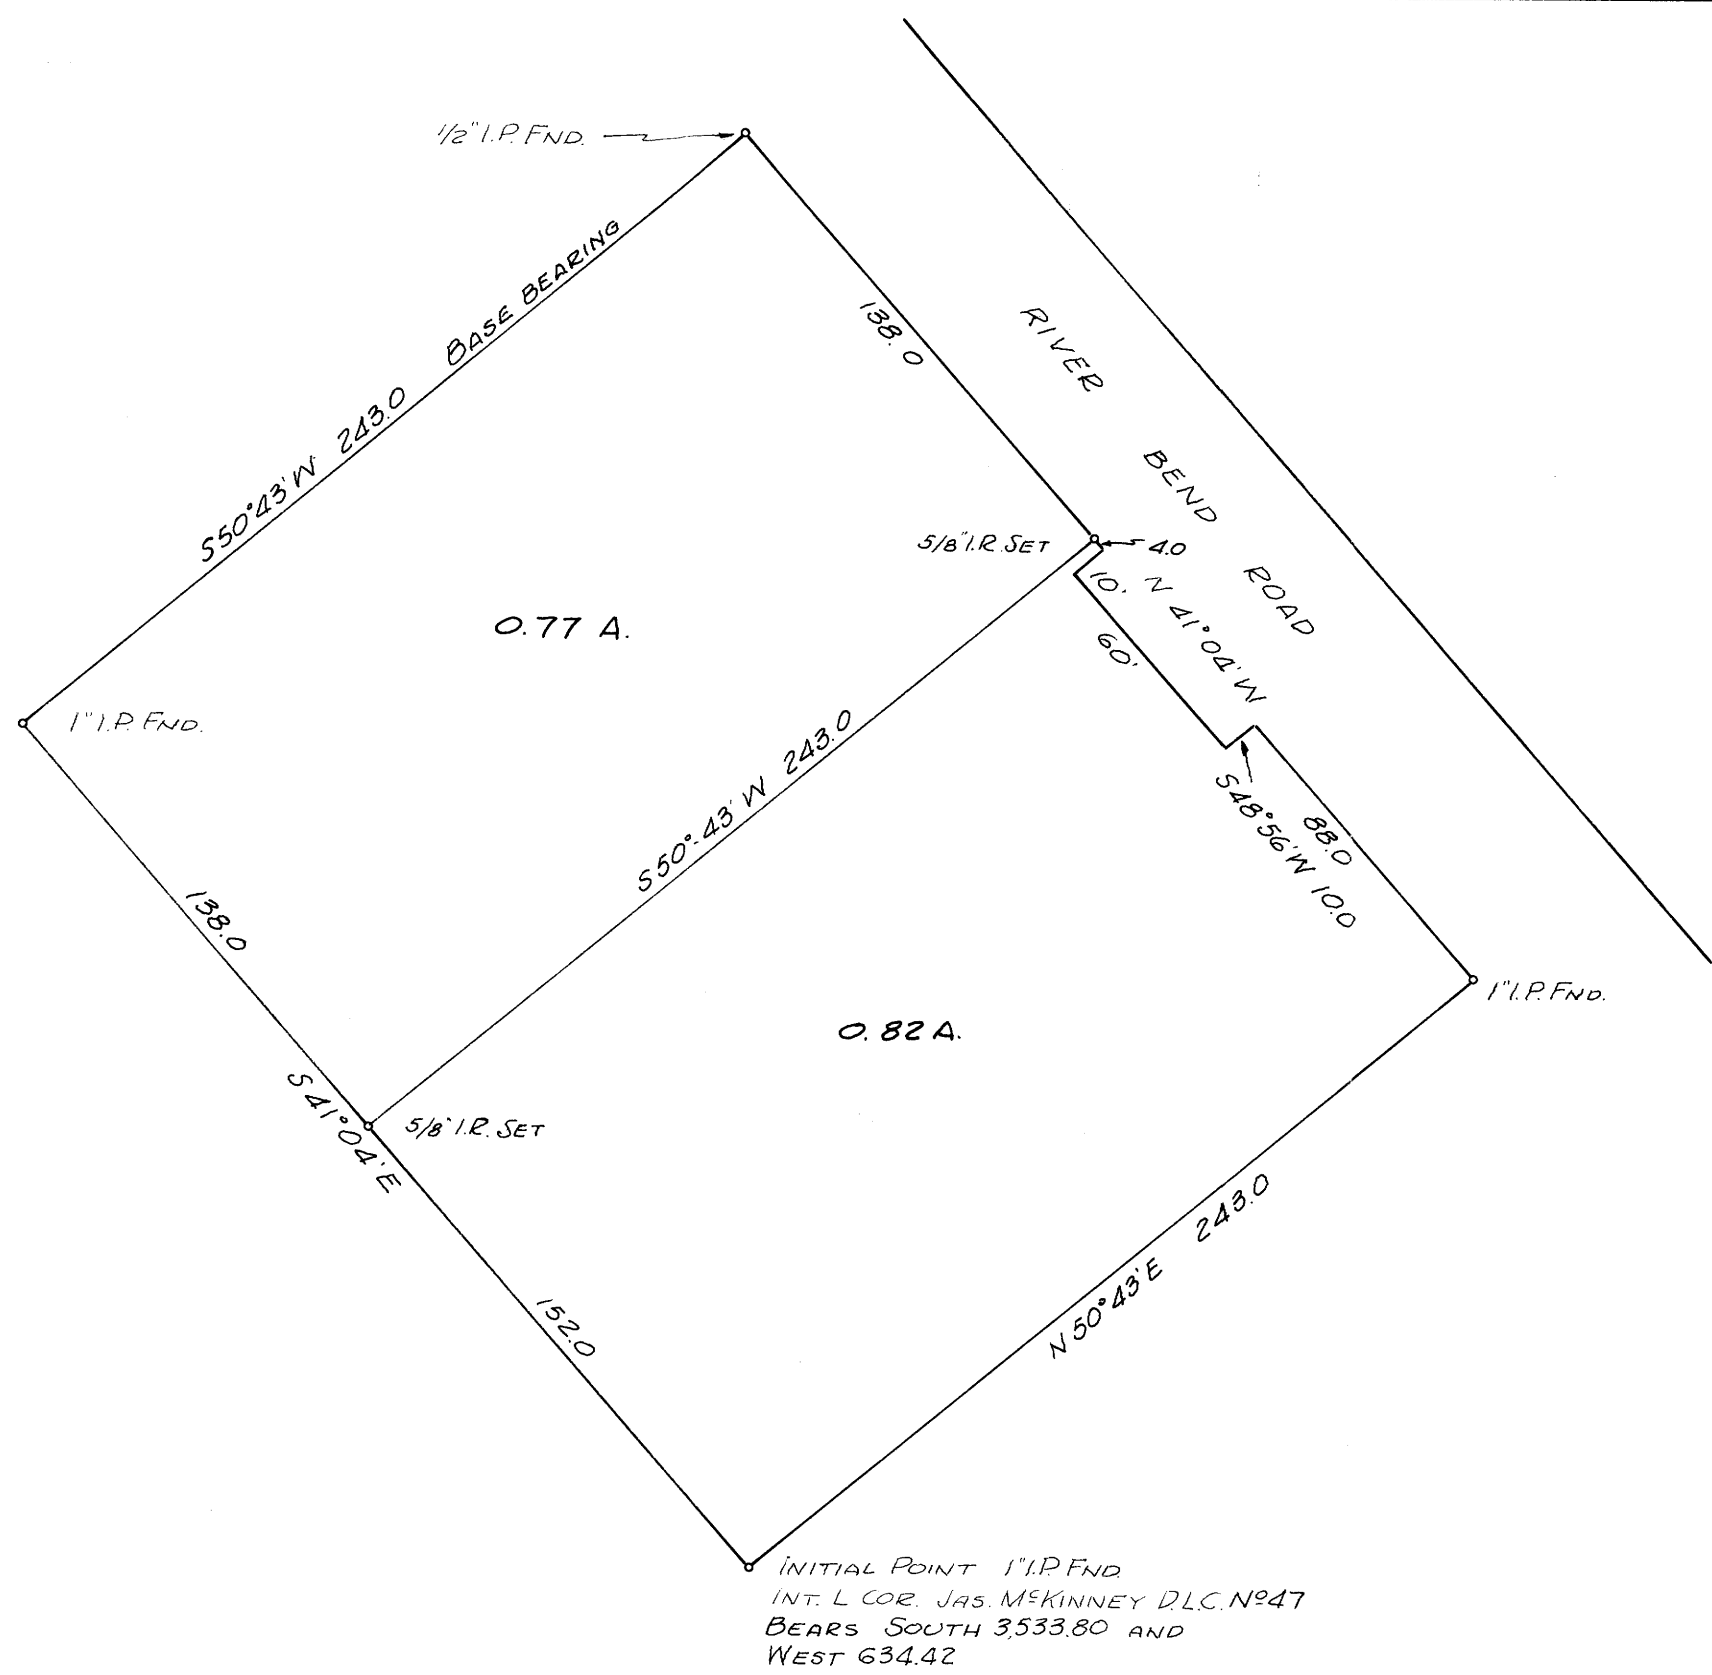 1/2" I.P. FND.
S 50°43' W 243.0 BASE BEARING
138.0
RIVER BEND ROAD
5/8" I.R. SET
4.0
10'
N 41°04' W
60'
0.77 A.
1" I.P. FND.
S 50°-43' W 243.0
S 48°56' W 10.0
88.0
138.0
1" I.P. FND.
0.82 A.
S 41°04' E
5/8" I.R. SET
N 50°43' E 243.0
152.0
INITIAL POINT 1" I.P. FND.
INT. L COR. JAS. McKINNEY D.L.C. No 47
BEARS SOUTH 3,533.80 AND
WEST 634.42